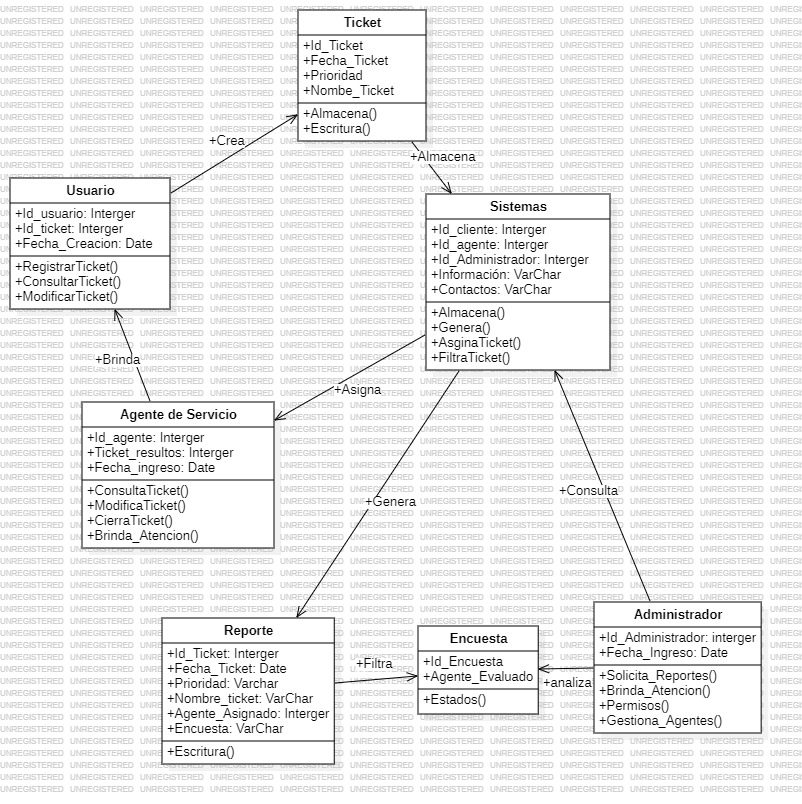 Ticket
+Id_Ticket
+Fecha_Ticket
+Prioridad
+Nombe_Ticket
+Almacena()
+Escritura()
+Crea
+Almacena
Usuario
+Id_usuario: Interger
+Id_ticket: Interger
+Fecha_Creacion: Date
+RegistrarTicket()
+ConsultarTicket()
+ModificarTicket()
Sistemas
+Id_cliente: Interger
+Id_agente: Interger
+Id_Administrador: Interger
+Información: VarChar
+Contactos: VarChar
+Almacena()
+Genera()
+AsginaTicket()
+FiltraTicket()
+Brinda
+Asigna
Agente de Servicio
+Id_agente: Interger
+Ticket_resultos: Interger
+Fecha_ingreso: Date
+ConsultaTicket()
+ModificaTicket()
+CierraTicket()
+Brinda_Atencion()
+Genera
+Consulta
Reporte
+Id_Ticket: Interger
+Fecha_Ticket: Date
+Prioridad: Varchar
+Nombre_ticket: VarChar
+Agente_Asignado: Interger
+Encuesta: VarChar
+Escritura()
+Filtra
Encuesta
+Id_Encuesta
+Agente_Evaluado
+Estados()
+analiza
Administrador
+Id_Administrador: interger
+Fecha_Ingreso: Date
+Solicita_Reportes()
+Brinda_Atencion()
+Permisos()
+Gestiona_Agentes()
UNREGISTERED